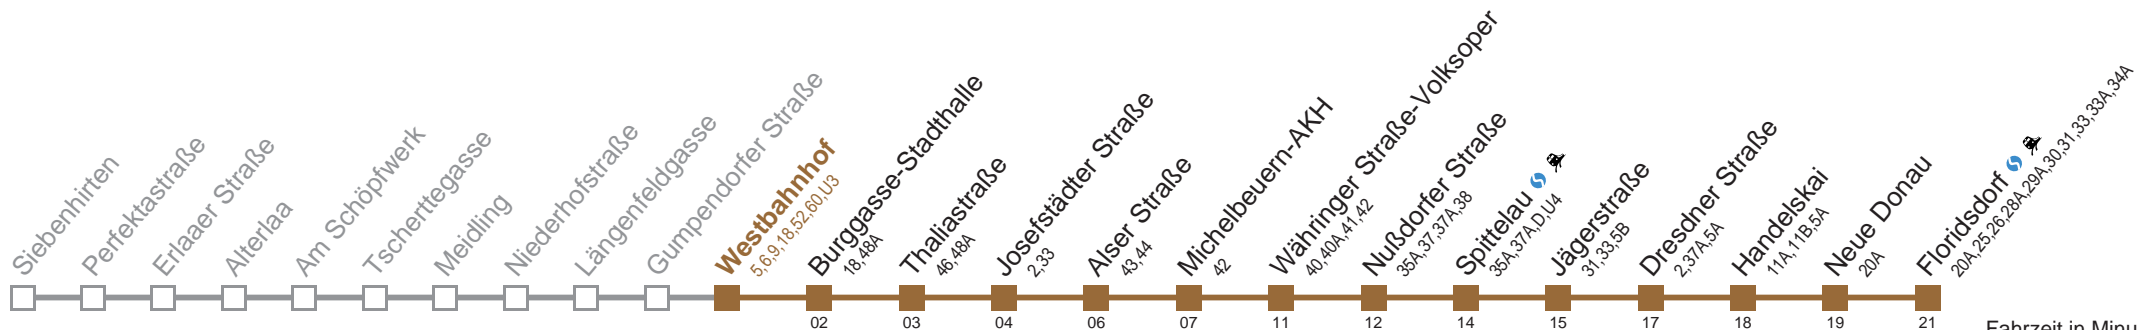 Siebenhirten
Perfektastraße
Erlaaer Straße
Alterlaa
Am Schöpfwerk
Tscherttegasse
Meidling
Niederhofstraße
Längenfeldgasse
Gumpendorfer Straße
Westbahnhof
5,6,9,18,52,60,U3
Burggasse-Stadthalle
18,48A
Thaliastraße
46,48A
Josefstädter Straße
2,33
Alser Straße
43,44
Michelbeuern-AKH
42
Währinger Straße-Volksoper
40,40A,41,42
Nußdorfer Straße
35A,37,37A,38
Spittelau
35A,37A,D,U4
Jägerstraße
31,33,5B
Dresdner Straße
2,37A,5A
Handelskai
11A,11B,5A
Neue Donau
20A
Floridsdorf
20A,25,26,28A,29A,30,31,33,33A,34A
02 03 04 06 07 11 12 14 15 17 18 19 21
Fahrzeit in Minu